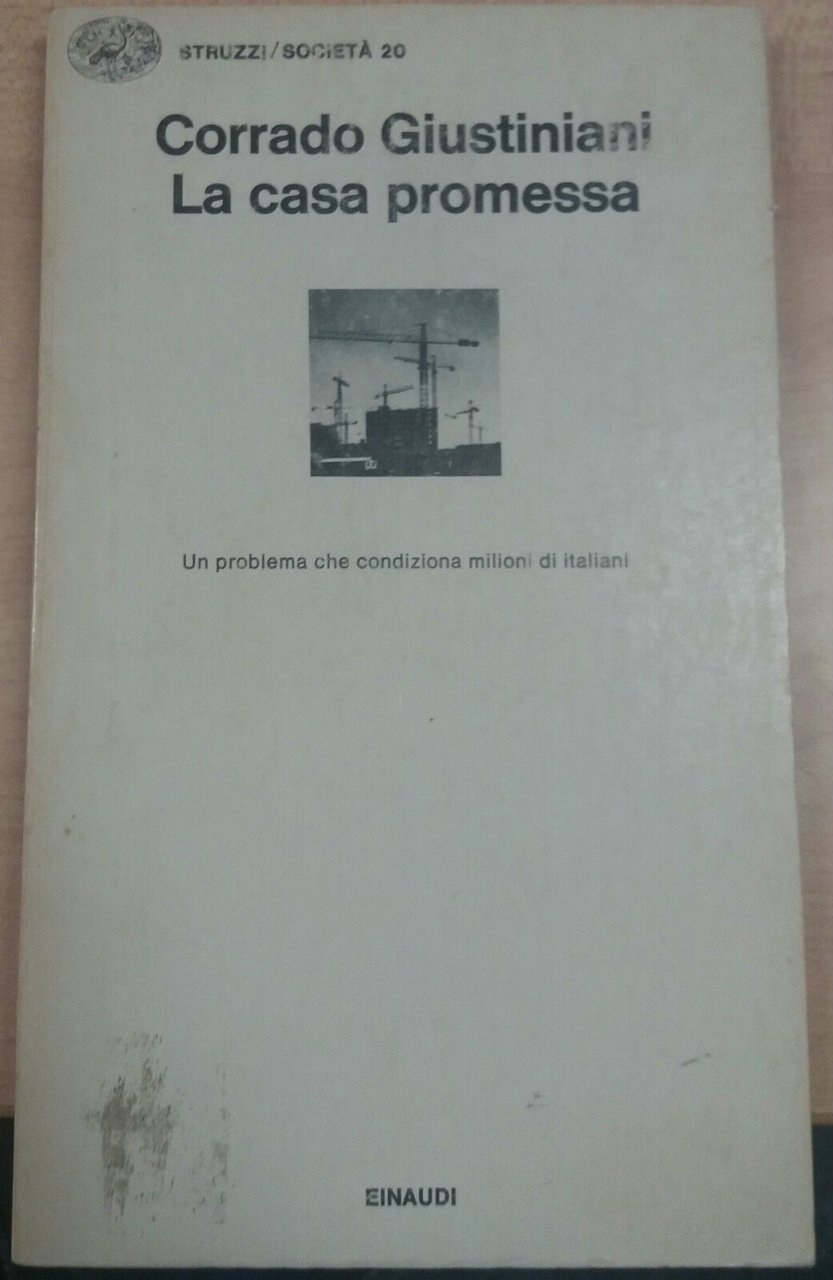 STRUZZI/SOCIETÀ 20
Corrado Giustiniani
La casa promessa
Un problema che condiziona milioni di italiani
EINAUDI